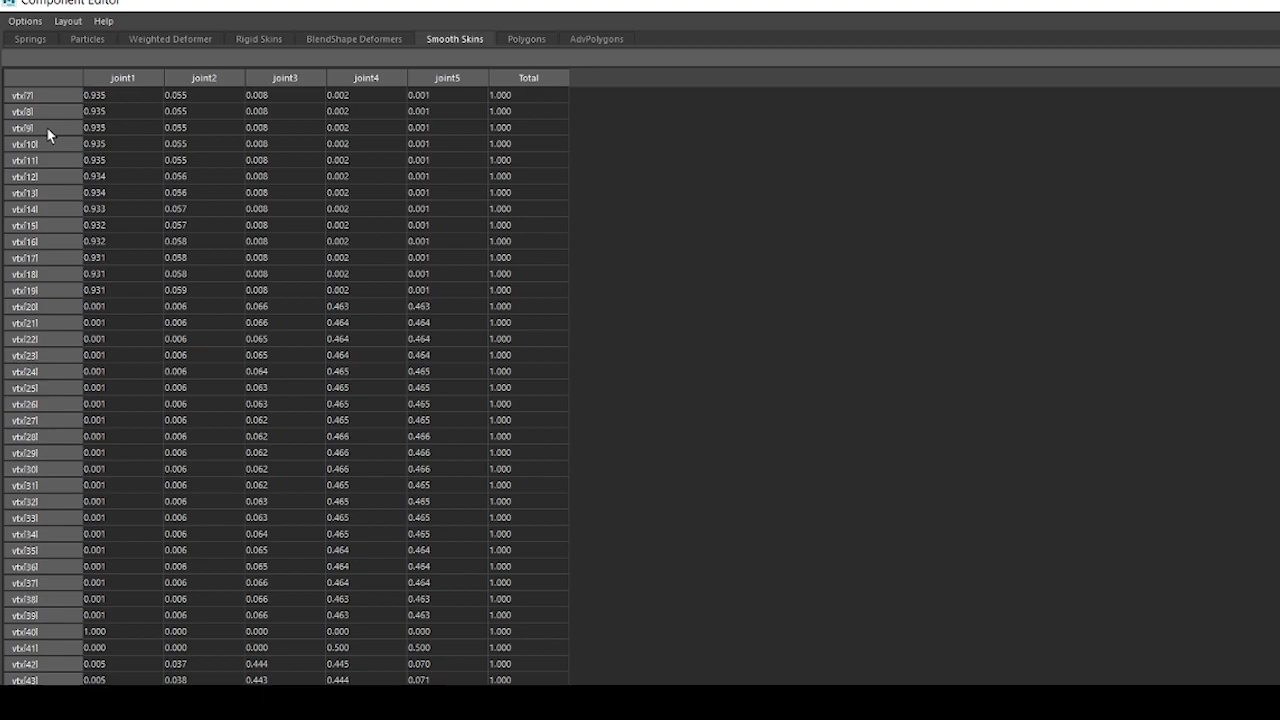 Component Editor
Options Layout Help
Springs Particles Weighted Deformer Rigid Skins BlendShape Deformers Smooth Skins Polygons AdvPolygons
joint1 joint2 joint3 joint4 joint5 Total
vtx[7] 0.935 0.055 0.008 0.002 0.001 1.000
vtx[8] 0.935 0.055 0.008 0.002 0.001 1.000
vtx[9] 0.935 0.055 0.008 0.002 0.001 1.000
vtx[10] 0.935 0.055 0.008 0.002 0.001 1.000
vtx[11] 0.935 0.055 0.008 0.002 0.001 1.000
vtx[12] 0.934 0.056 0.008 0.002 0.001 1.000
vtx[13] 0.934 0.056 0.008 0.002 0.001 1.000
vtx[14] 0.933 0.057 0.008 0.002 0.001 1.000
vtx[15] 0.932 0.057 0.008 0.002 0.001 1.000
vtx[16] 0.932 0.058 0.008 0.002 0.001 1.000
vtx[17] 0.931 0.058 0.008 0.002 0.001 1.000
vtx[18] 0.931 0.058 0.008 0.002 0.001 1.000
vtx[19] 0.931 0.059 0.008 0.002 0.001 1.000
vtx[20] 0.001 0.006 0.066 0.463 0.463 1.000
vtx[21] 0.001 0.006 0.066 0.464 0.464 1.000
vtx[22] 0.001 0.006 0.065 0.464 0.464 1.000
vtx[23] 0.001 0.006 0.065 0.464 0.464 1.000
vtx[24] 0.001 0.006 0.064 0.465 0.465 1.000
vtx[25] 0.001 0.006 0.063 0.465 0.465 1.000
vtx[26] 0.001 0.006 0.063 0.465 0.465 1.000
vtx[27] 0.001 0.006 0.062 0.465 0.465 1.000
vtx[28] 0.001 0.006 0.062 0.466 0.466 1.000
vtx[29] 0.001 0.006 0.062 0.466 0.466 1.000
vtx[30] 0.001 0.006 0.062 0.466 0.466 1.000
vtx[31] 0.001 0.006 0.062 0.465 0.465 1.000
vtx[32] 0.001 0.006 0.063 0.465 0.465 1.000
vtx[33] 0.001 0.006 0.063 0.465 0.465 1.000
vtx[34] 0.001 0.006 0.064 0.465 0.465 1.000
vtx[35] 0.001 0.006 0.065 0.464 0.464 1.000
vtx[36] 0.001 0.006 0.065 0.464 0.464 1.000
vtx[37] 0.001 0.006 0.066 0.464 0.464 1.000
vtx[38] 0.001 0.006 0.066 0.463 0.463 1.000
vtx[39] 0.001 0.006 0.066 0.463 0.463 1.000
vtx[40] 1.000 0.000 0.000 0.000 0.000 1.000
vtx[41] 0.000 0.000 0.000 0.500 0.500 1.000
vtx[42] 0.005 0.037 0.444 0.445 0.070 1.000
vtx[43] 0.005 0.038 0.443 0.444 0.071 1.000